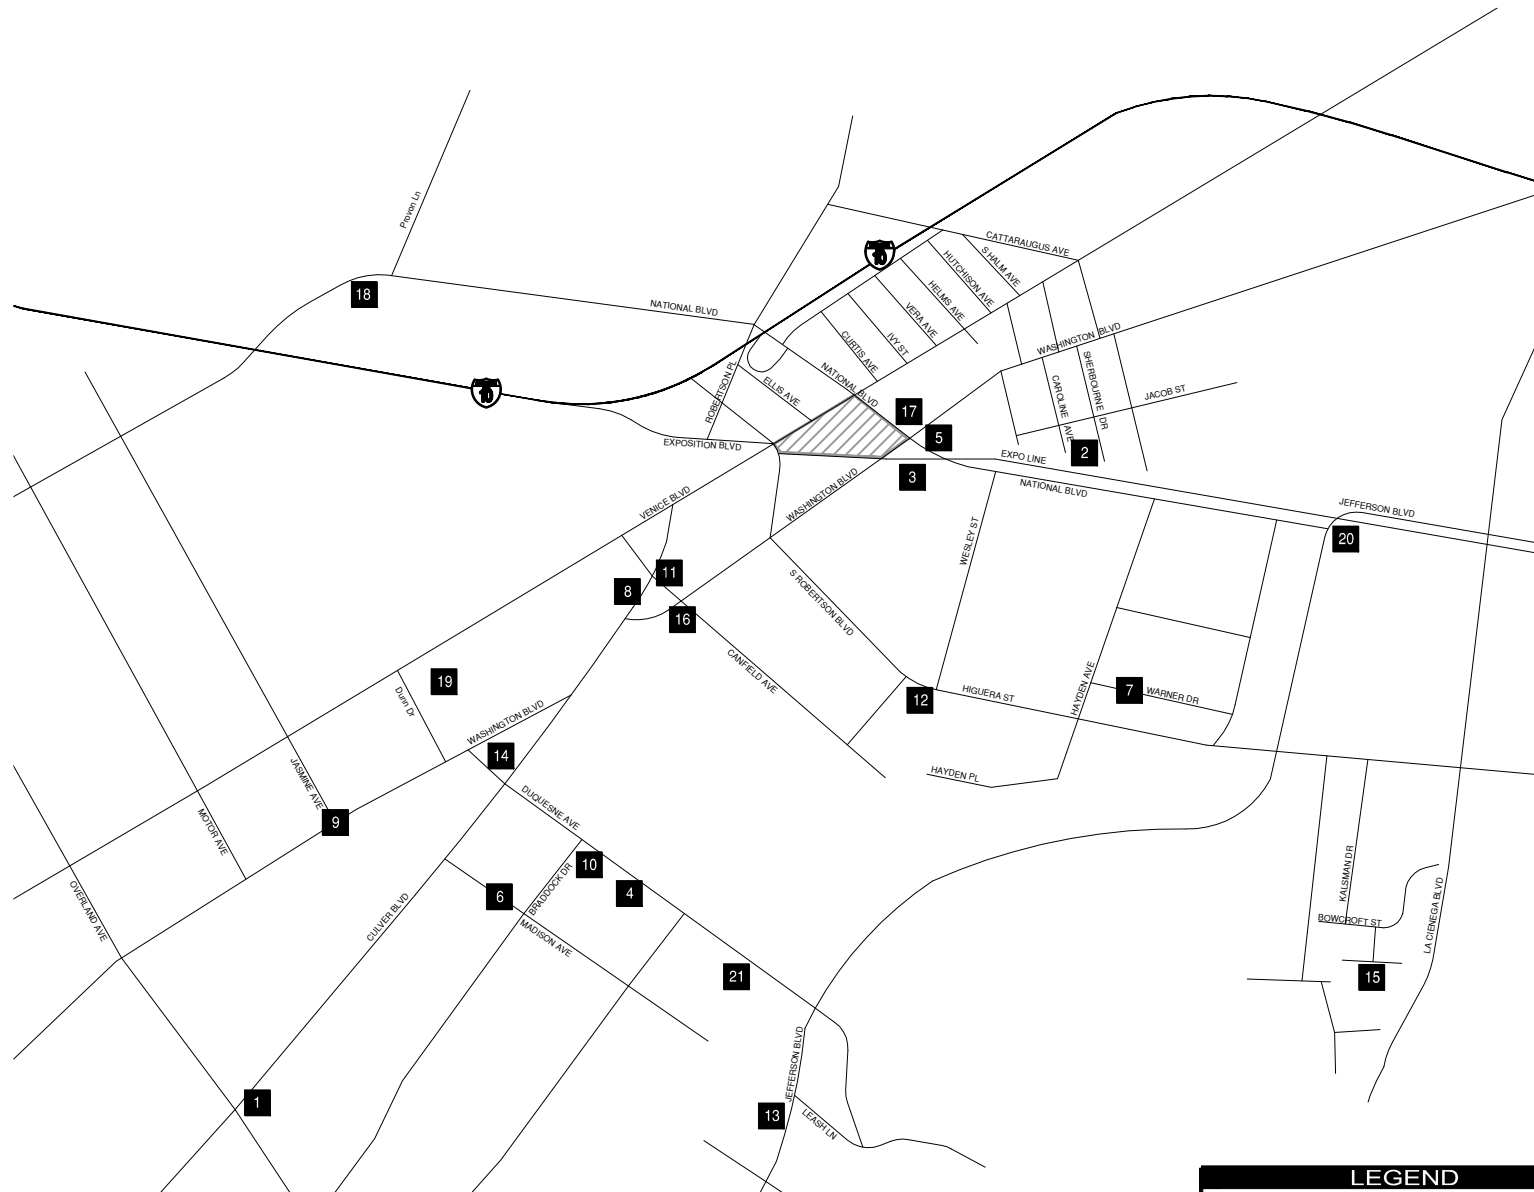 Provon Ln
CATTARAUGUS AVE
S HALM AVE
10
HUTCHISON AVE
18
HELMS AVE
NATIONAL BLVD
VERA AVE
WASHINGTON BLVD
IVY ST
CURTIS AVE
10
ROBERTSON PL
ELLIS AVE
NATIONAL BLVD
SHERBOURNE DR
CAROLINE AVE
JACOB ST
17
5
EXPOSITION BLVD
2
EXPO LINE
3
NATIONAL BLVD
WASHINGTON BLVD
VENICE BLVD
JEFFERSON BLVD
20
WESLEY ST
11
8
S ROBERTSON BLVD
16
CANFIELD AVE
19
Dunn Dr
HAYDEN AVE
7
WARNER DR
HIGUERA ST
12
WASHINGTON BLVD
14
HAYDEN PL
JASMINE AVE
DUQUESNE AVE
MOTOR AVE
9
10
BRADDOCK DR
4
6
KALSMAN DR
OVERLAND AVE
CULVER BLVD
MADISON AVE
BOWCROFT ST
LA CIENEGA BLVD
21
15
JEFFERSON BLVD
1
13
LEASH LN
LEGEND